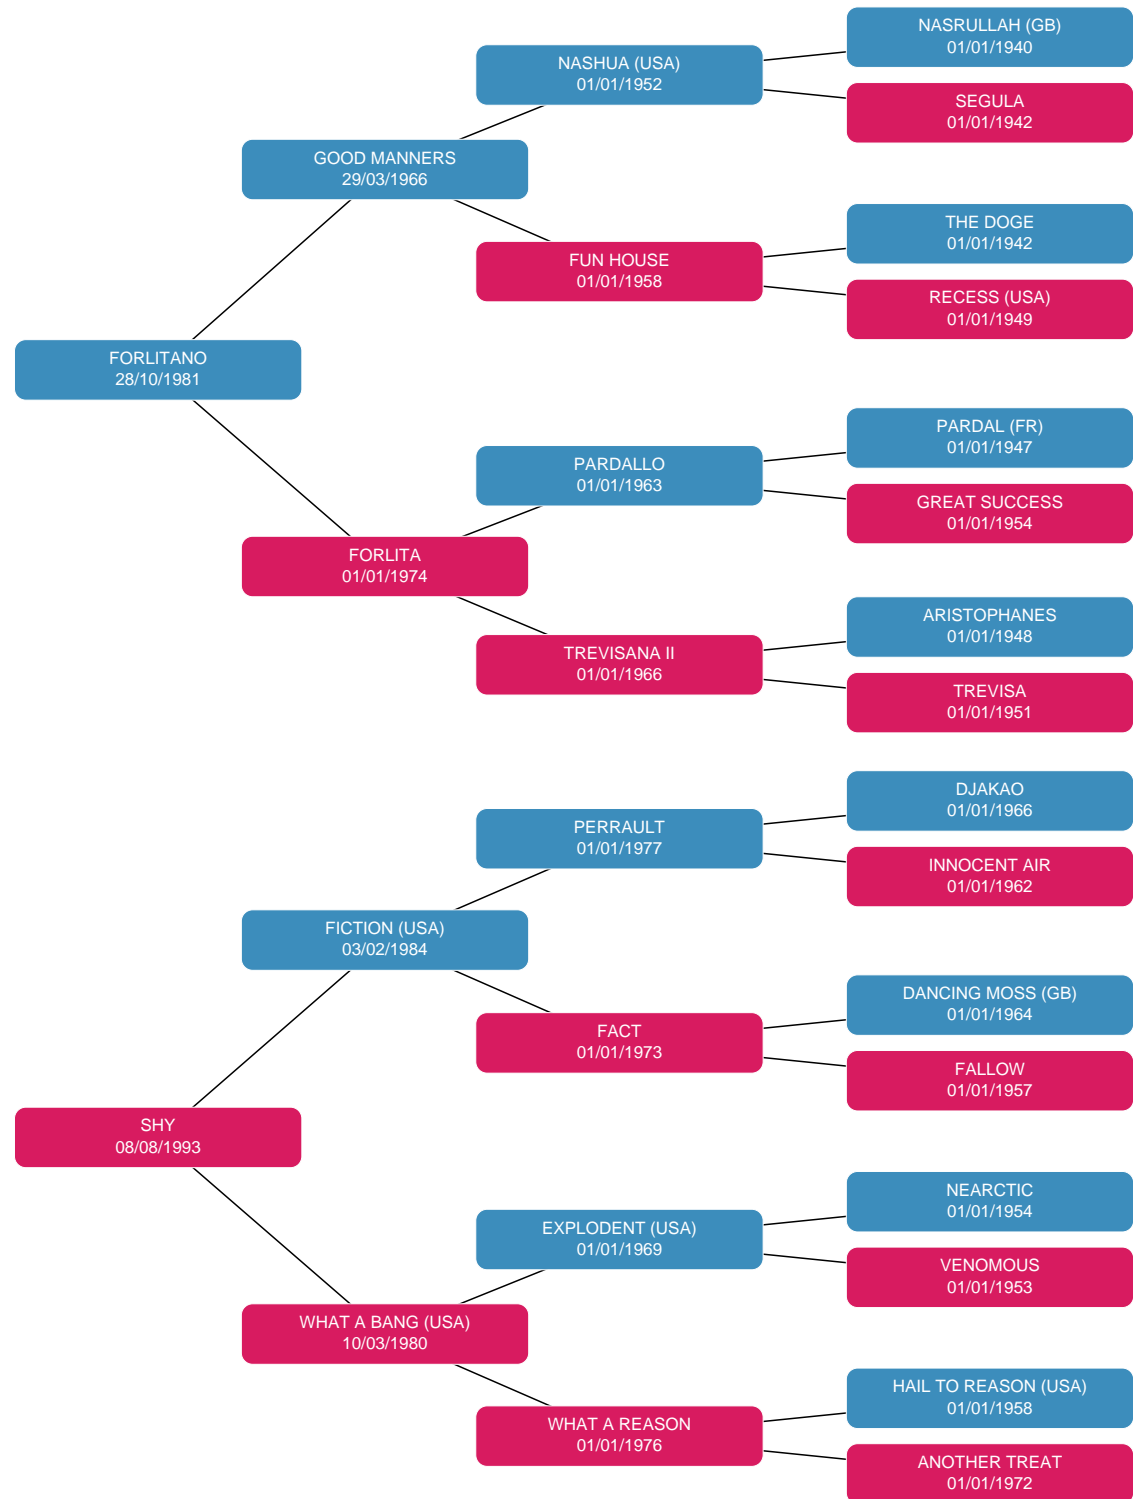 NASRULLAH (GB)
01/01/1940
NASHUA (USA)
01/01/1952
SEGULA
01/01/1942
GOOD MANNERS
29/03/1966
THE DOGE
01/01/1942
FUN HOUSE
01/01/1958
RECESS (USA)
01/01/1949
FORLITANO
28/10/1981
PARDAL (FR)
01/01/1947
PARDALLO
01/01/1963
GREAT SUCCESS
01/01/1954
FORLITA
01/01/1974
ARISTOPHANES
01/01/1948
TREVISANA II
01/01/1966
TREVISA
01/01/1951
DJAKAO
01/01/1966
PERRAULT
01/01/1977
INNOCENT AIR
01/01/1962
FICTION (USA)
03/02/1984
DANCING MOSS (GB)
01/01/1964
FACT
01/01/1973
FALLOW
01/01/1957
SHY
08/08/1993
NEARCTIC
01/01/1954
EXPLODENT (USA)
01/01/1969
VENOMOUS
01/01/1953
WHAT A BANG (USA)
10/03/1980
HAIL TO REASON (USA)
01/01/1958
WHAT A REASON
01/01/1976
ANOTHER TREAT
01/01/1972